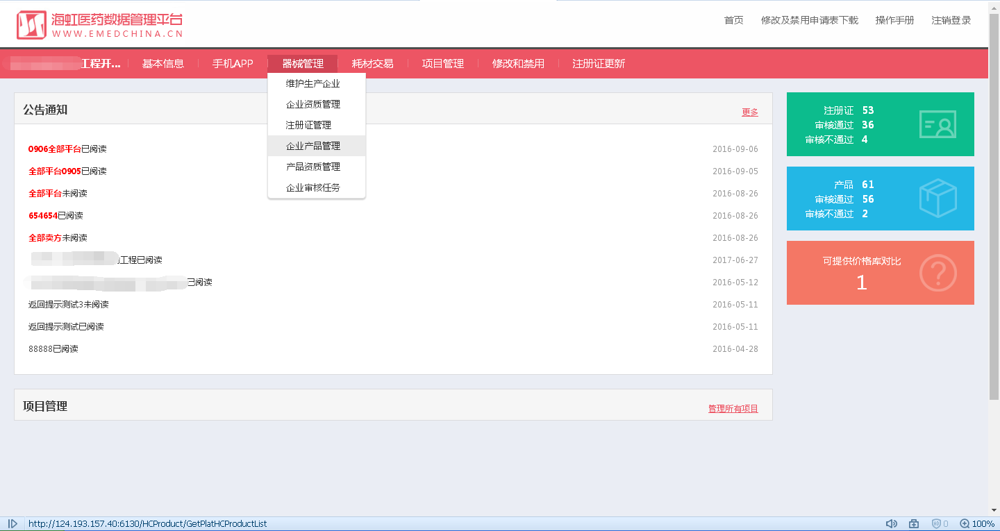 海虹医药数据管理平台
WWW.EMEDCHINA.CN
首页 修改及禁用申请表下载 操作手册 注销登录
工程开... 基本信息 手机APP 器械管理 耗材交易 项目管理 修改和禁用 注册证更新
维护生产企业
企业资质管理
注册证管理
企业产品管理
产品资质管理
企业审核任务
公告通知 更多
0906全部平台已阅读 2016-09-06
全部平台0905已阅读 2016-09-05
全部平台未阅读 2016-08-26
654654已阅读 2016-08-26
全部卖方未阅读 2016-08-26
工程已阅读 2017-06-27
已阅读 2016-05-12
返回提示测试3未阅读 2016-05-11
返回提示测试已阅读 2016-05-11
88888已阅读 2016-04-28
注册证 53
审核通过 36
审核不通过 4
产品 61
审核通过 56
审核不通过 2
可提供价格库对比
1
项目管理 管理所有项目
http://124.193.157.40:6130/HCProduct/GetPlatHCProductList 0 100%